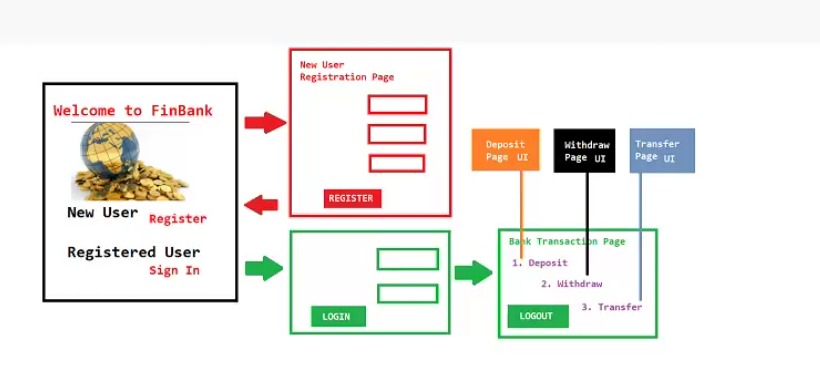 Welcome to FinBank
New User Register
Registered User
Sign In
New User
Registration Page
REGISTER
LOGIN
Deposit
Page UI
Withdraw
Page UI
Transfer
Page UI
Bank Transaction Page
1. Deposit
2. Withdraw
3. Transfer
LOGOUT